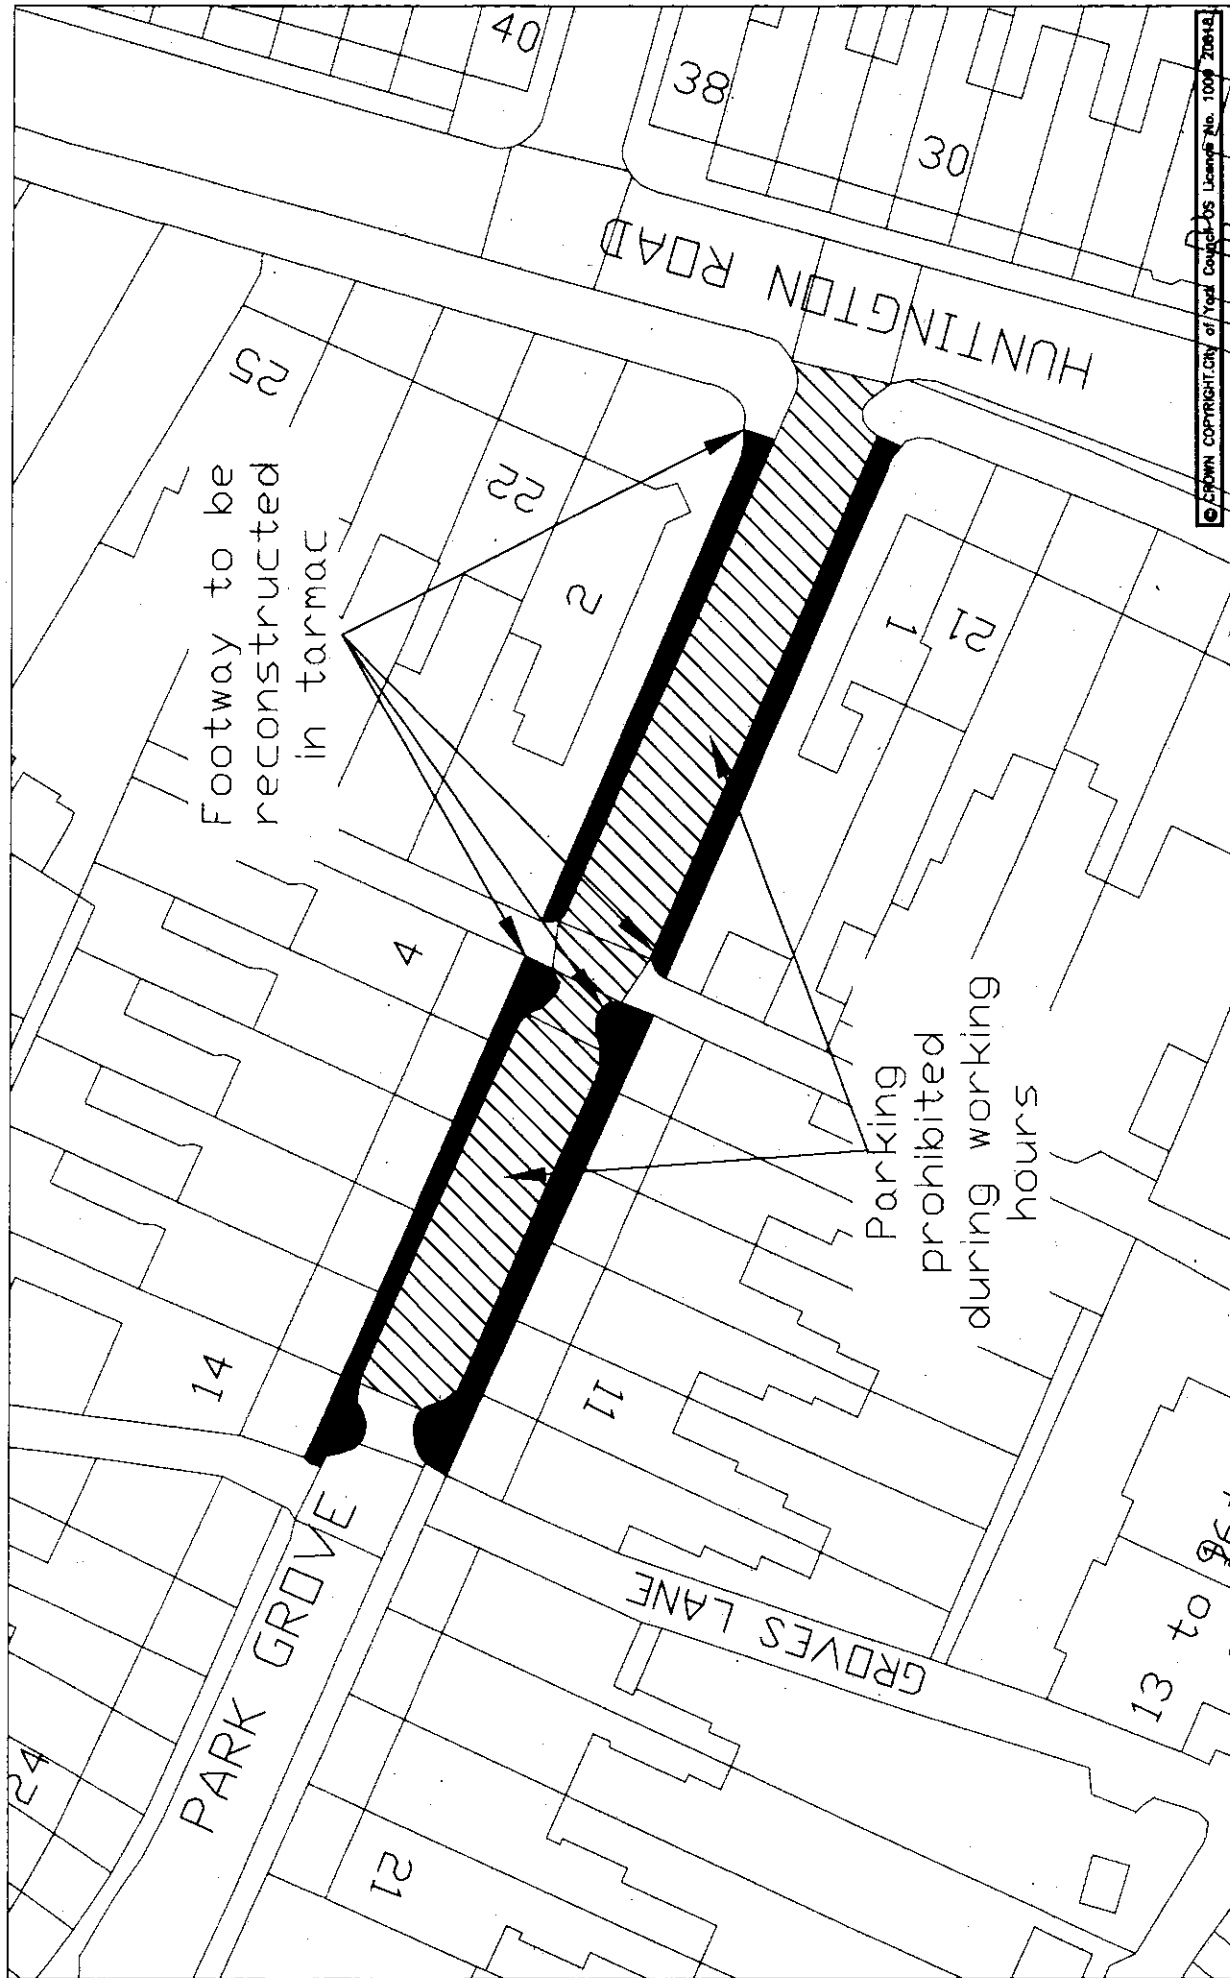 Footway to be
reconstructed
in tarmac
Parking
prohibited
during working
hours
PARK GROVE
HUNTINGTON ROAD
GROVES LANE
40
38
30
25
22
2
1
21
4
14
11
24
21
13 to
© CROWN COPYRIGHT. City of York Council OS Licence No. 1000 20818